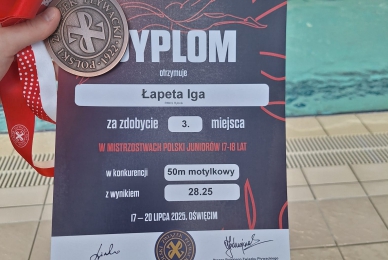 DYPLOM
otrzymuje
Łapeta Iga
za zdobycie 3. miejsca
W MISTRZOSTWACH POLSKI JUNIORÓW 17-18 LAT
w konkurencji 50m motylkowy
z wynikiem 28.25
17 – 20 LIPCA 2025, OŚWIĘCIM